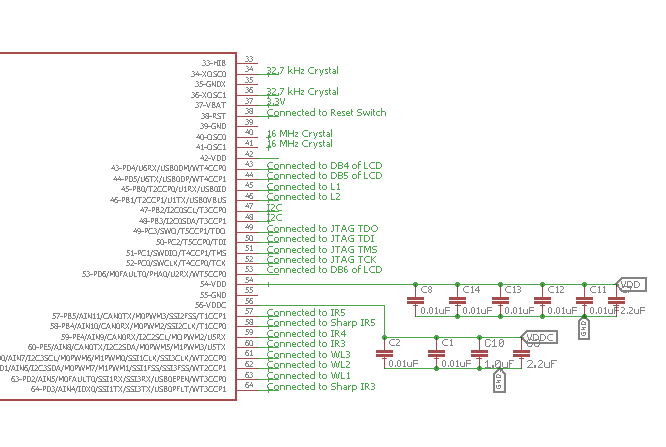 33-HIB 33
34-XOSC0 34 32.7 kHz Crystal
35-GNDX 35
36-XOSC1 36 32.7 kHz Crystal
37-VBAT 37 3.3V
38-RST 38 Connected to Reset Switch
39-GND 39
40-OSC0 40 16 MHz Crystal
41-OSC1 41 16 MHz Crystal
42-VDD 42
43-PD4/U6RX/USB0DM/WT4CCP0 43 Connected to DB4 of LCD
44-PD5/U6TX/USB0DP/WT4CCP1 44 Connected to DB5 of LCD
45-PB0/T2CCP0/U1RX/USB0ID 45 Connected to L1
46-PB1/T2CCP1/U1TX/USB0VBUS 46 Connected to L2
47-PB2/I2C0SCL/T3CCP0 47 I2C
48-PB3/I2C0SDA/T3CCP1 48 I2C
49-PC3/SWO/T5CCP1/TDO 49 Connected to JTAG TDO
50-PC2/T5CCP0/TDI 50 Connected to JTAG TDI
51-PC1/SWDIO/T4CCP1/TMS 51 Connected to JTAG TMS
52-PC0/SWCLK/T4CCP0/TCK 52 Connected to JTAG TCK
53-PD6/M0FAULT0/PHA0/U2RX/WT5CCP0 53 Connected to DB6 of LCD
54-VDD 54 VDD
C8 C14 C13 C12 C11
55-GND 55
56-VDDC 56
0.01uF 0.01uF 0.01uF 0.01uF 0.01uF 2.2uF
57-PB5/AIN11/CAN0TX/M0PWM3/SSI2FSS/T1CCP1 57 Connected to IR5
58-PB4/AIN10/CAN0RX/M0PWM2/SSI2CLK/T1CCP0 58 Connected to Sharp IR5
GND
59-PE4/AIN9/CAN0RX/I2C2SCL/M0PWM2/U5RX 59 Connected to IR4
VDDC
60-PE5/AIN8/CAN0TX/I2C2SDA/M0PWM5/M1PWM3/U5TX 60 Connected to IR3
C2 C1 C10
0/AIN7/I2C3SCL/M0PWM6/M1PWM0/SSI1CLK/SSI3CLK/WT2CCP0 61 Connected to WL3
D1/AIN6/I2C3SDA/M0PWM7/M1PWM1/SSI1FSS/SSI3FSS/WT2CCP1 62 Connected to WL2
0.01uF 0.01uF 1.0uF 2.2uF
63-PD2/AIN5/M0FAULT0/SSI1RX/SSI3RX/USB0EPEN/WT3CCP0 63 Connected to WL1
GND
64-PD3/AIN4/IDX0/SSI1TX/SSI3TX/USB0PFLT/WT3CCP1 64 Connected to Sharp IR3